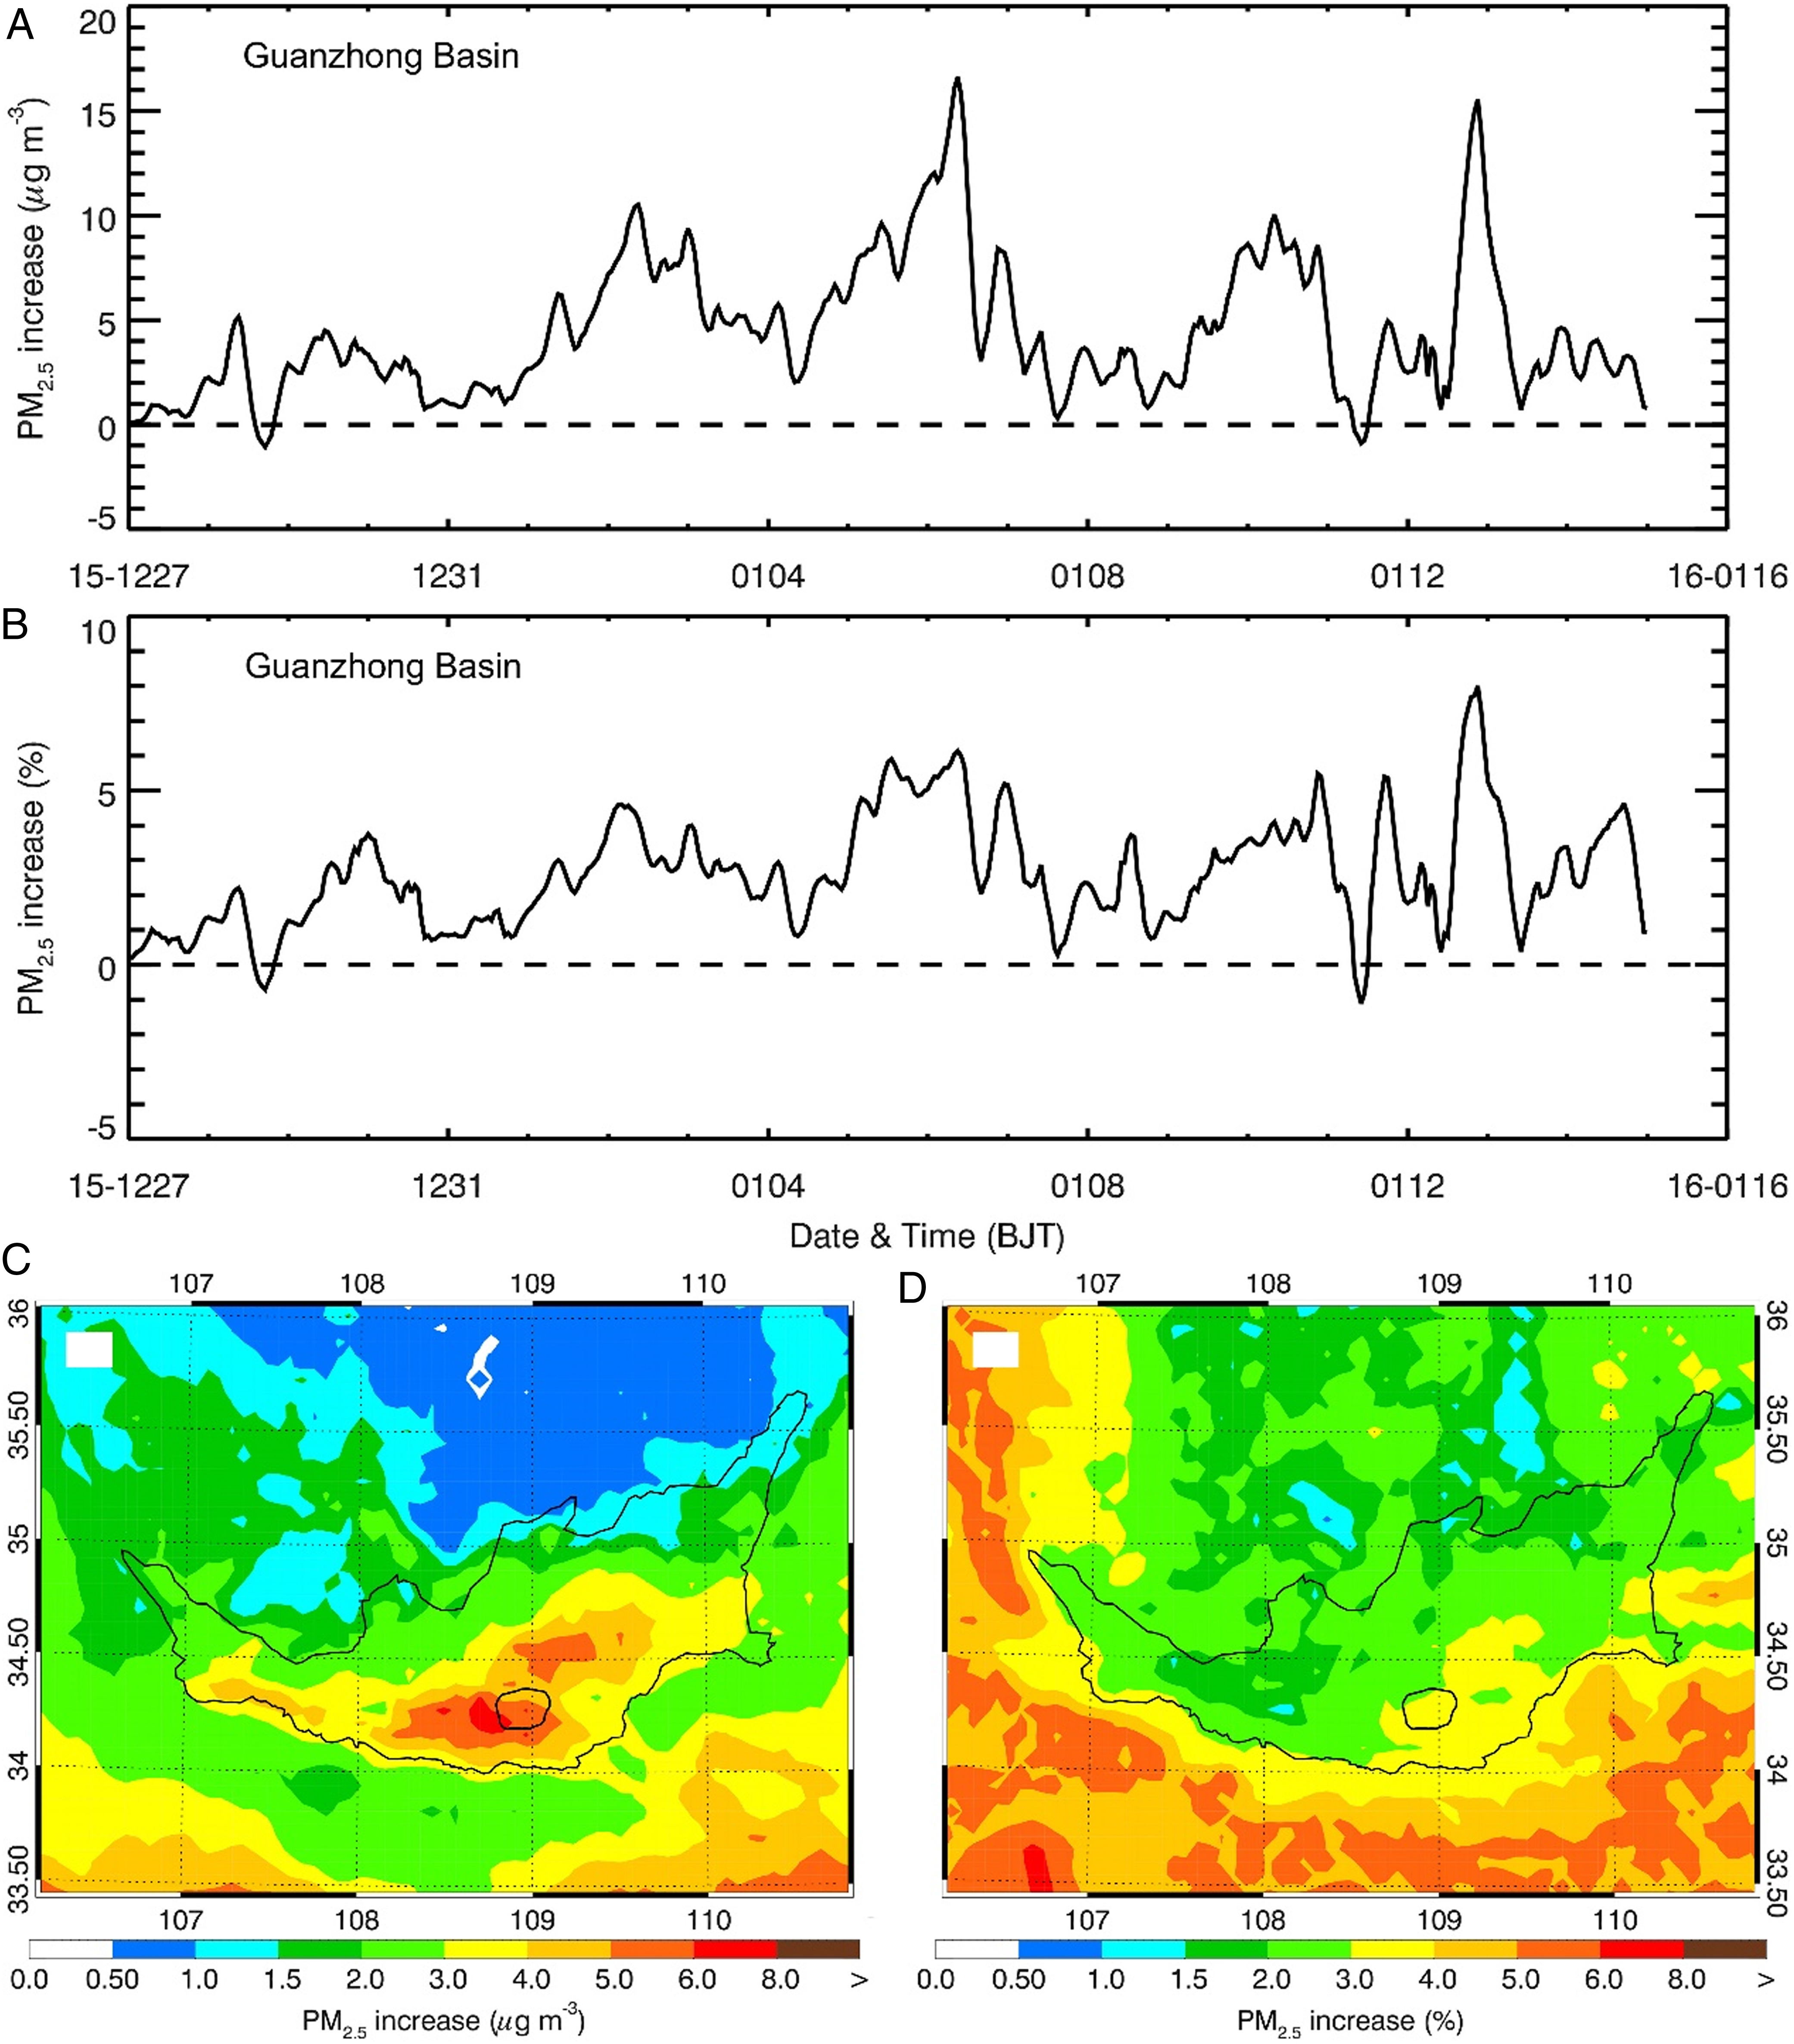 A
Guanzhong Basin
PM2.5 increase (μg m-3)
20
15
10
5
0
-5
15-1227 1231 0104 0108 0112 16-0116
B
Guanzhong Basin
PM2.5 increase (%)
10
5
0
-5
15-1227 1231 0104 0108 0112 16-0116
Date & Time (BJT)
C
107 108 109 110
36
35.50
35
34.50
34
33.50
107 108 109 110
0.0 0.50 1.0 1.5 2.0 3.0 4.0 5.0 6.0 8.0 >
PM2.5 increase (μg m-3)
D
107 108 109 110
36
35.50
35
34.50
34
33.50
107 108 109 110
0.0 0.50 1.0 1.5 2.0 3.0 4.0 5.0 6.0 8.0 >
PM2.5 increase (%)